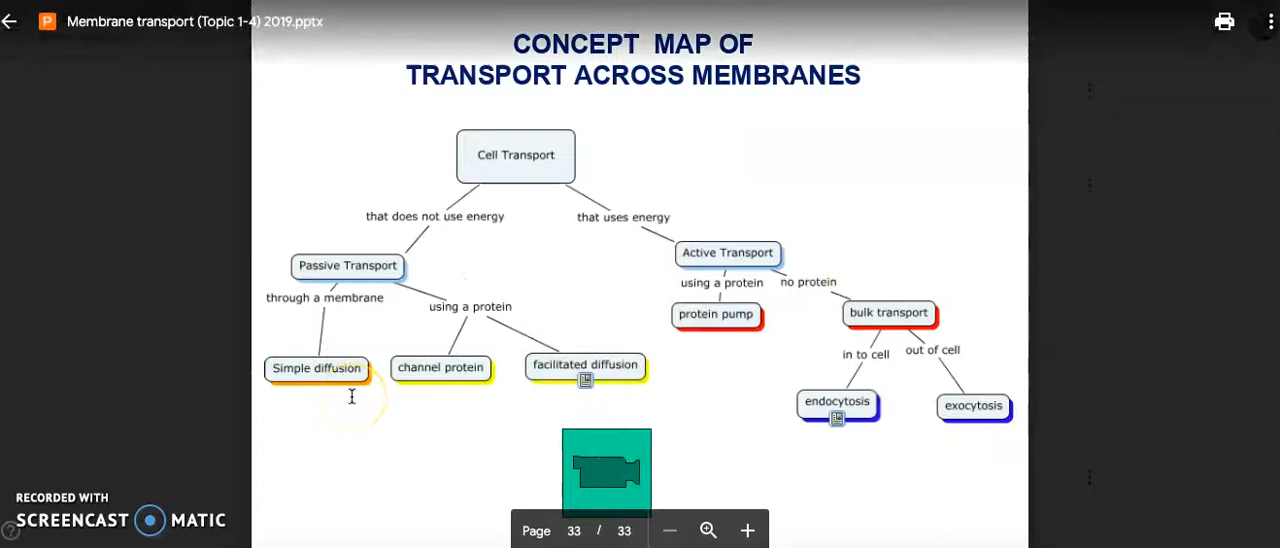 Membrane transport (Topic 1-4) 2019.pptx
CONCEPT MAP OF
TRANSPORT ACROSS MEMBRANES
Cell Transport
that does not use energy
that uses energy
Passive Transport
Active Transport
through a membrane
using a protein
using a protein
no protein
protein pump
bulk transport
Simple diffusion
channel protein
facilitated diffusion
in to cell
out of cell
endocytosis
exocytosis
RECORDED WITH
SCREENCAST MATIC
Page 33 / 33